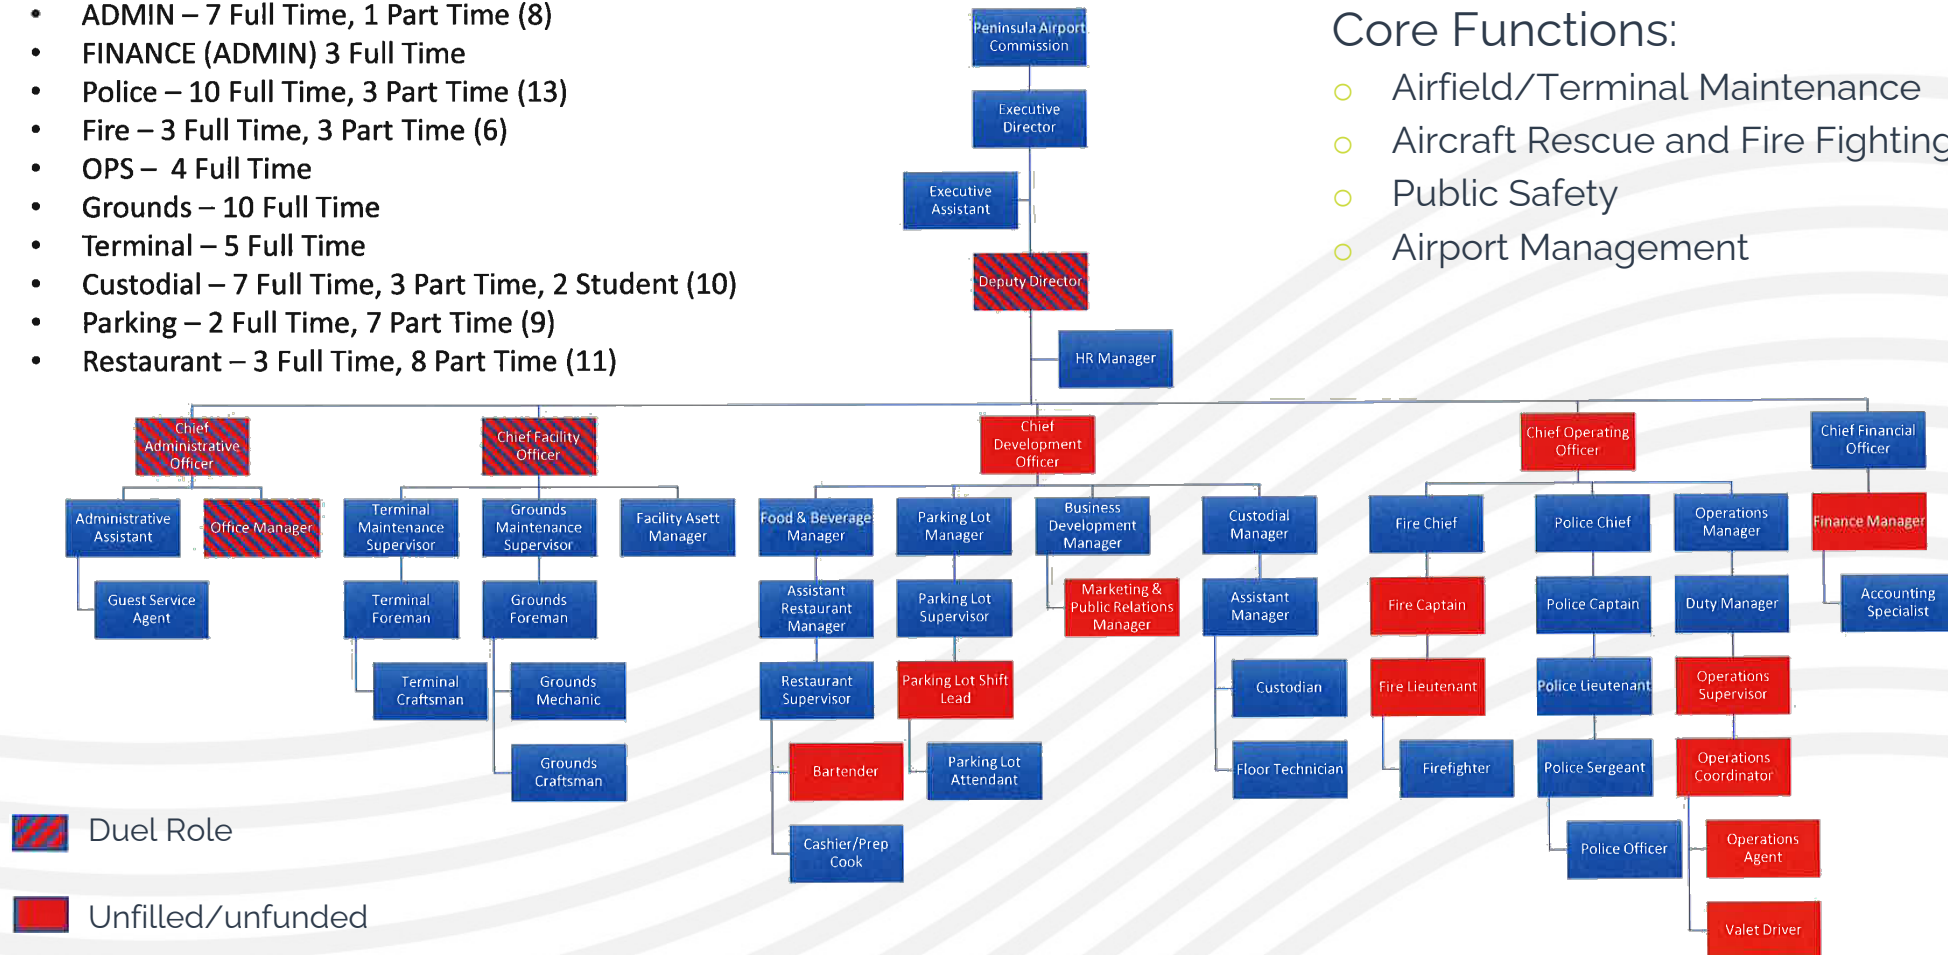 • ADMIN – 7 Full Time, 1 Part Time (8)
• FINANCE (ADMIN) 3 Full Time
• Police – 10 Full Time, 3 Part Time (13)
• Fire – 3 Full Time, 3 Part Time (6)
• OPS – 4 Full Time
• Grounds – 10 Full Time
• Terminal – 5 Full Time
• Custodial – 7 Full Time, 3 Part Time, 2 Student (10)
• Parking – 2 Full Time, 7 Part Time (9)
• Restaurant – 3 Full Time, 8 Part Time (11)
Core Functions:
Airfield/Terminal Maintenance
Aircraft Rescue and Fire Fighting
Public Safety
Airport Management
Peninsula Airport
Commission
Executive
Director
Executive
Assistant
Deputy Director
HR Manager
Chief
Administrative
Officer
Administrative
Assistant
Office Manager
Guest Service
Agent
Chief Facility
Officer
Terminal
Maintenance
Supervisor
Grounds
Maintenance
Supervisor
Facility Asett
Manager
Terminal
Foreman
Grounds
Foreman
Terminal
Craftsman
Grounds
Mechanic
Grounds
Craftsman
Chief
Development
Officer
Food & Beverage
Manager
Parking Lot
Manager
Business
Development
Manager
Custodial
Manager
Assistant
Restaurant
Manager
Parking Lot
Supervisor
Marketing &
Public Relations
Manager
Assistant
Manager
Restaurant
Supervisor
Parking Lot Shift
Lead
Custodian
Bartender
Parking Lot
Attendant
Floor Technician
Cashier/Prep
Cook
Chief Operating
Officer
Fire Chief
Police Chief
Operations
Manager
Fire Captain
Police Captain
Duty Manager
Fire Lieutenant
Police Lieutenant
Operations
Supervisor
Firefighter
Police Sergeant
Operations
Coordinator
Police Officer
Operations
Agent
Valet Driver
Chief Financial
Officer
Finance Manager
Accounting
Specialist
Duel Role
Unfilled/unfunded